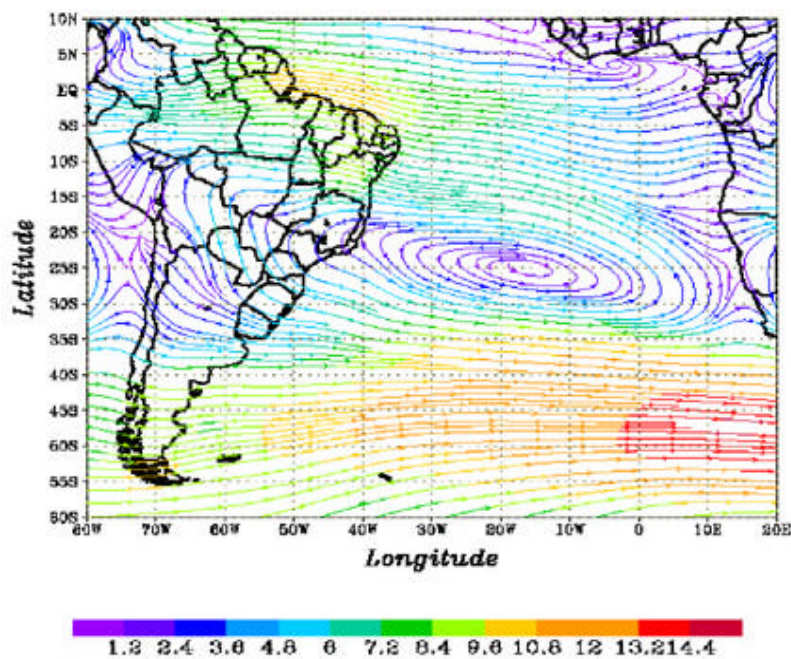 10N
5N
EQ
5S
10S
15S
20S
25S
30S
35S
40S
45S
50S
55S
60S
Latitude
80W 70W 60W 50W 40W 30W 20W 10W 0 10E 20E
Longitude
1.2 2.4 3.6 4.8 6 7.2 8.4 9.6 10.8 12 13.2 14.4